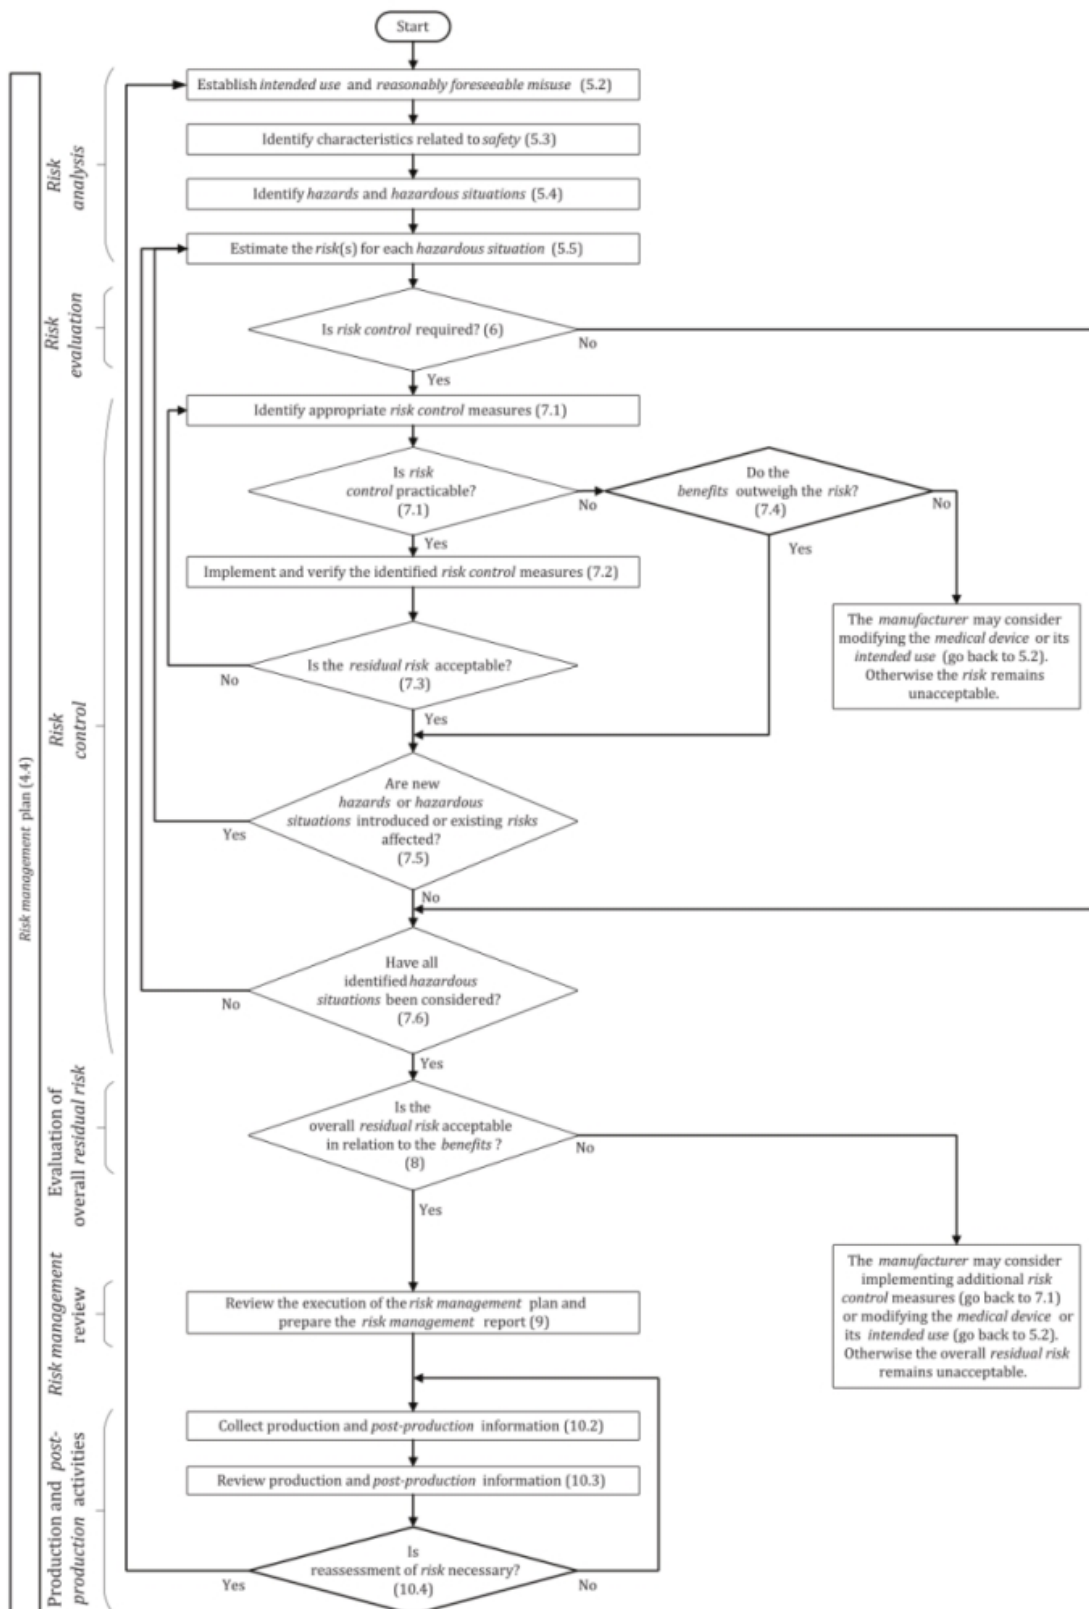 Start
Establish intended use and reasonably foreseeable misuse (5.2)
Identify characteristics related to safety (5.3)
Identify hazards and hazardous situations (5.4)
Estimate the risk(s) for each hazardous situation (5.5)
Risk
analysis
Is risk control required? (6)
No
Yes
Risk
evaluation
Identify appropriate risk control measures (7.1)
Is risk
control practicable?
(7.1)
No
Yes
Do the
benefits outweigh the risk?
(7.4)
No
Yes
Implement and verify the identified risk control measures (7.2)
The manufacturer may consider
modifying the medical device or its
intended use (go back to 5.2).
Otherwise the risk remains
unacceptable.
Is the residual risk acceptable?
(7.3)
No
Yes
Risk
control
Are new
hazards or hazardous
situations introduced or existing risks
affected?
(7.5)
Yes
No
Risk management plan (4.4)
Have all
identified hazardous
situations been considered?
(7.6)
No
Yes
Evaluation of
overall residual risk
Is the
overall residual risk acceptable
in relation to the benefits ?
(8)
No
Yes
The manufacturer may consider
implementing additional risk
control measures (go back to 7.1)
or modifying the medical device or
its intended use (go back to 5.2).
Otherwise the overall residual risk
remains unacceptable.
Risk management
review
Review the execution of the risk management plan and
prepare the risk management report (9)
Production and post-
production activities
Collect production and post-production information (10.2)
Review production and post-production information (10.3)
Is
reassessment of risk necessary?
(10.4)
Yes
No